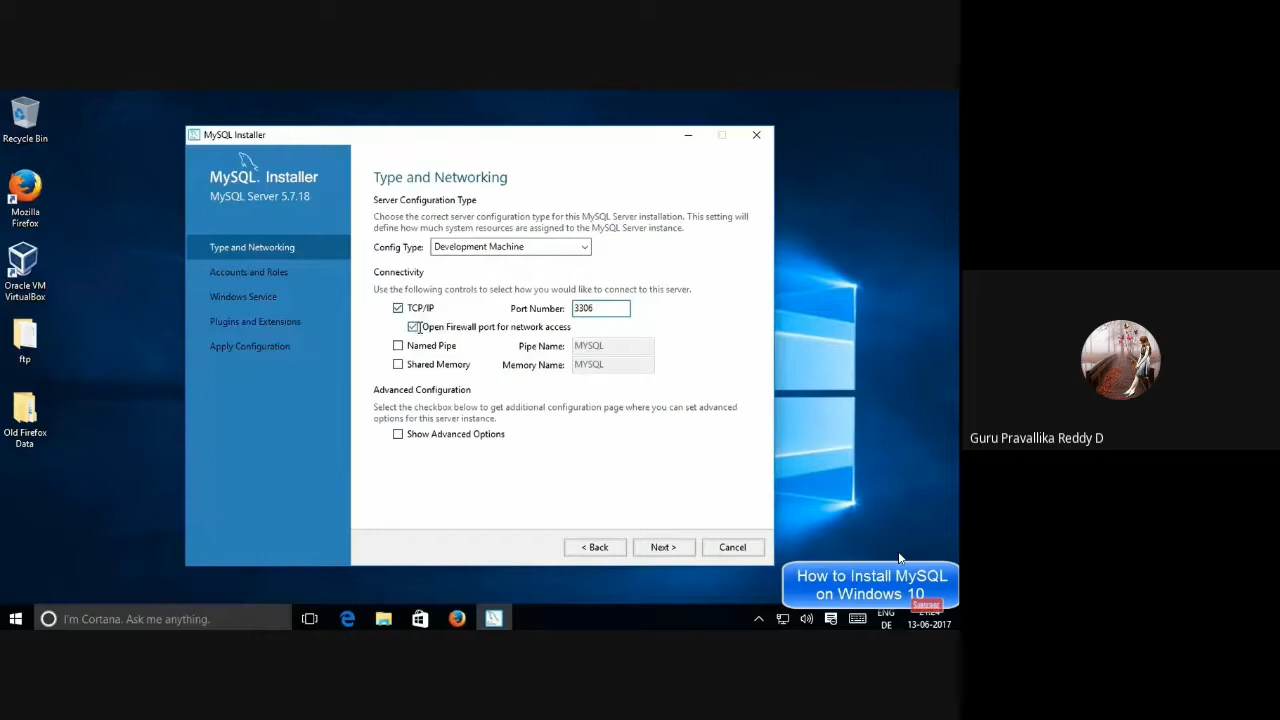 Recycle Bin
Mozilla
Firefox
Oracle VM
VirtualBox
ftp
Old Firefox
Data
MySQL Installer
MySQL. Installer
MySQL Server 5.7.18
Type and Networking
Accounts and Roles
Windows Service
Plugins and Extensions
Apply Configuration
Type and Networking
Server Configuration Type
Choose the correct server configuration type for this MySQL Server installation. This setting will
define how much system resources are assigned to the MySQL Server instance.
Config Type: Development Machine
Connectivity
Use the following controls to select how you would like to connect to this server.
TCP/IP Port Number: 3306
Open Firewall port for network access
Named Pipe Pipe Name: MYSQL
Shared Memory Memory Name: MYSQL
Advanced Configuration
Select the checkbox below to get additional configuration page where you can set advanced
options for this server instance.
Show Advanced Options
< Back Next > Cancel
How to Install MySQL
on Windows 10
SUBSCRIBE
I'm Cortana. Ask me anything.
ENG
DE
13-06-2017
Guru Pravallika Reddy D